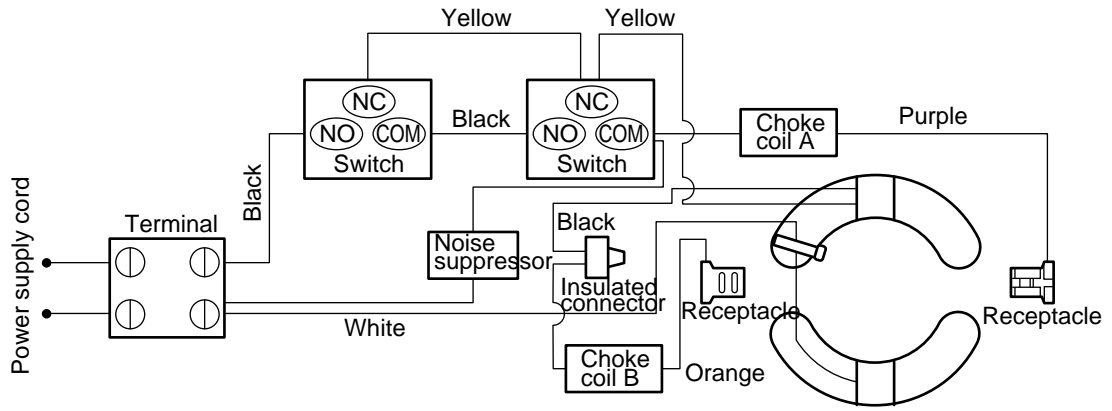 Yellow
Yellow
NC
NO
COM
Switch
Black
NC
NO
COM
Switch
Choke
coil A
Purple
Black
Power supply cord
Terminal
Noise
suppressor
Black
Insulated
connector
Receptacle
Receptacle
White
Choke
coil B
Orange